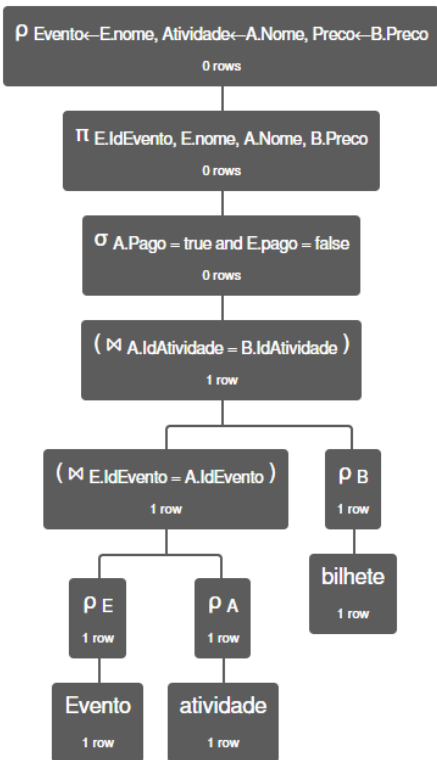 ρ Evento←E.nome, Atividade←A.Nome, Preco←B.Preco
0 rows
π E.IdEvento, E.nome, A.Nome, B.Preco
0 rows
σ A.Pago = true and E.pago = false
0 rows
( ⋈ A.IdAtividade = B.IdAtividade )
1 row
( ⋈ E.IdEvento = A.IdEvento )
1 row
ρ B
1 row
bilhete
1 row
ρ E
1 row
ρ A
1 row
Evento
1 row
atividade
1 row